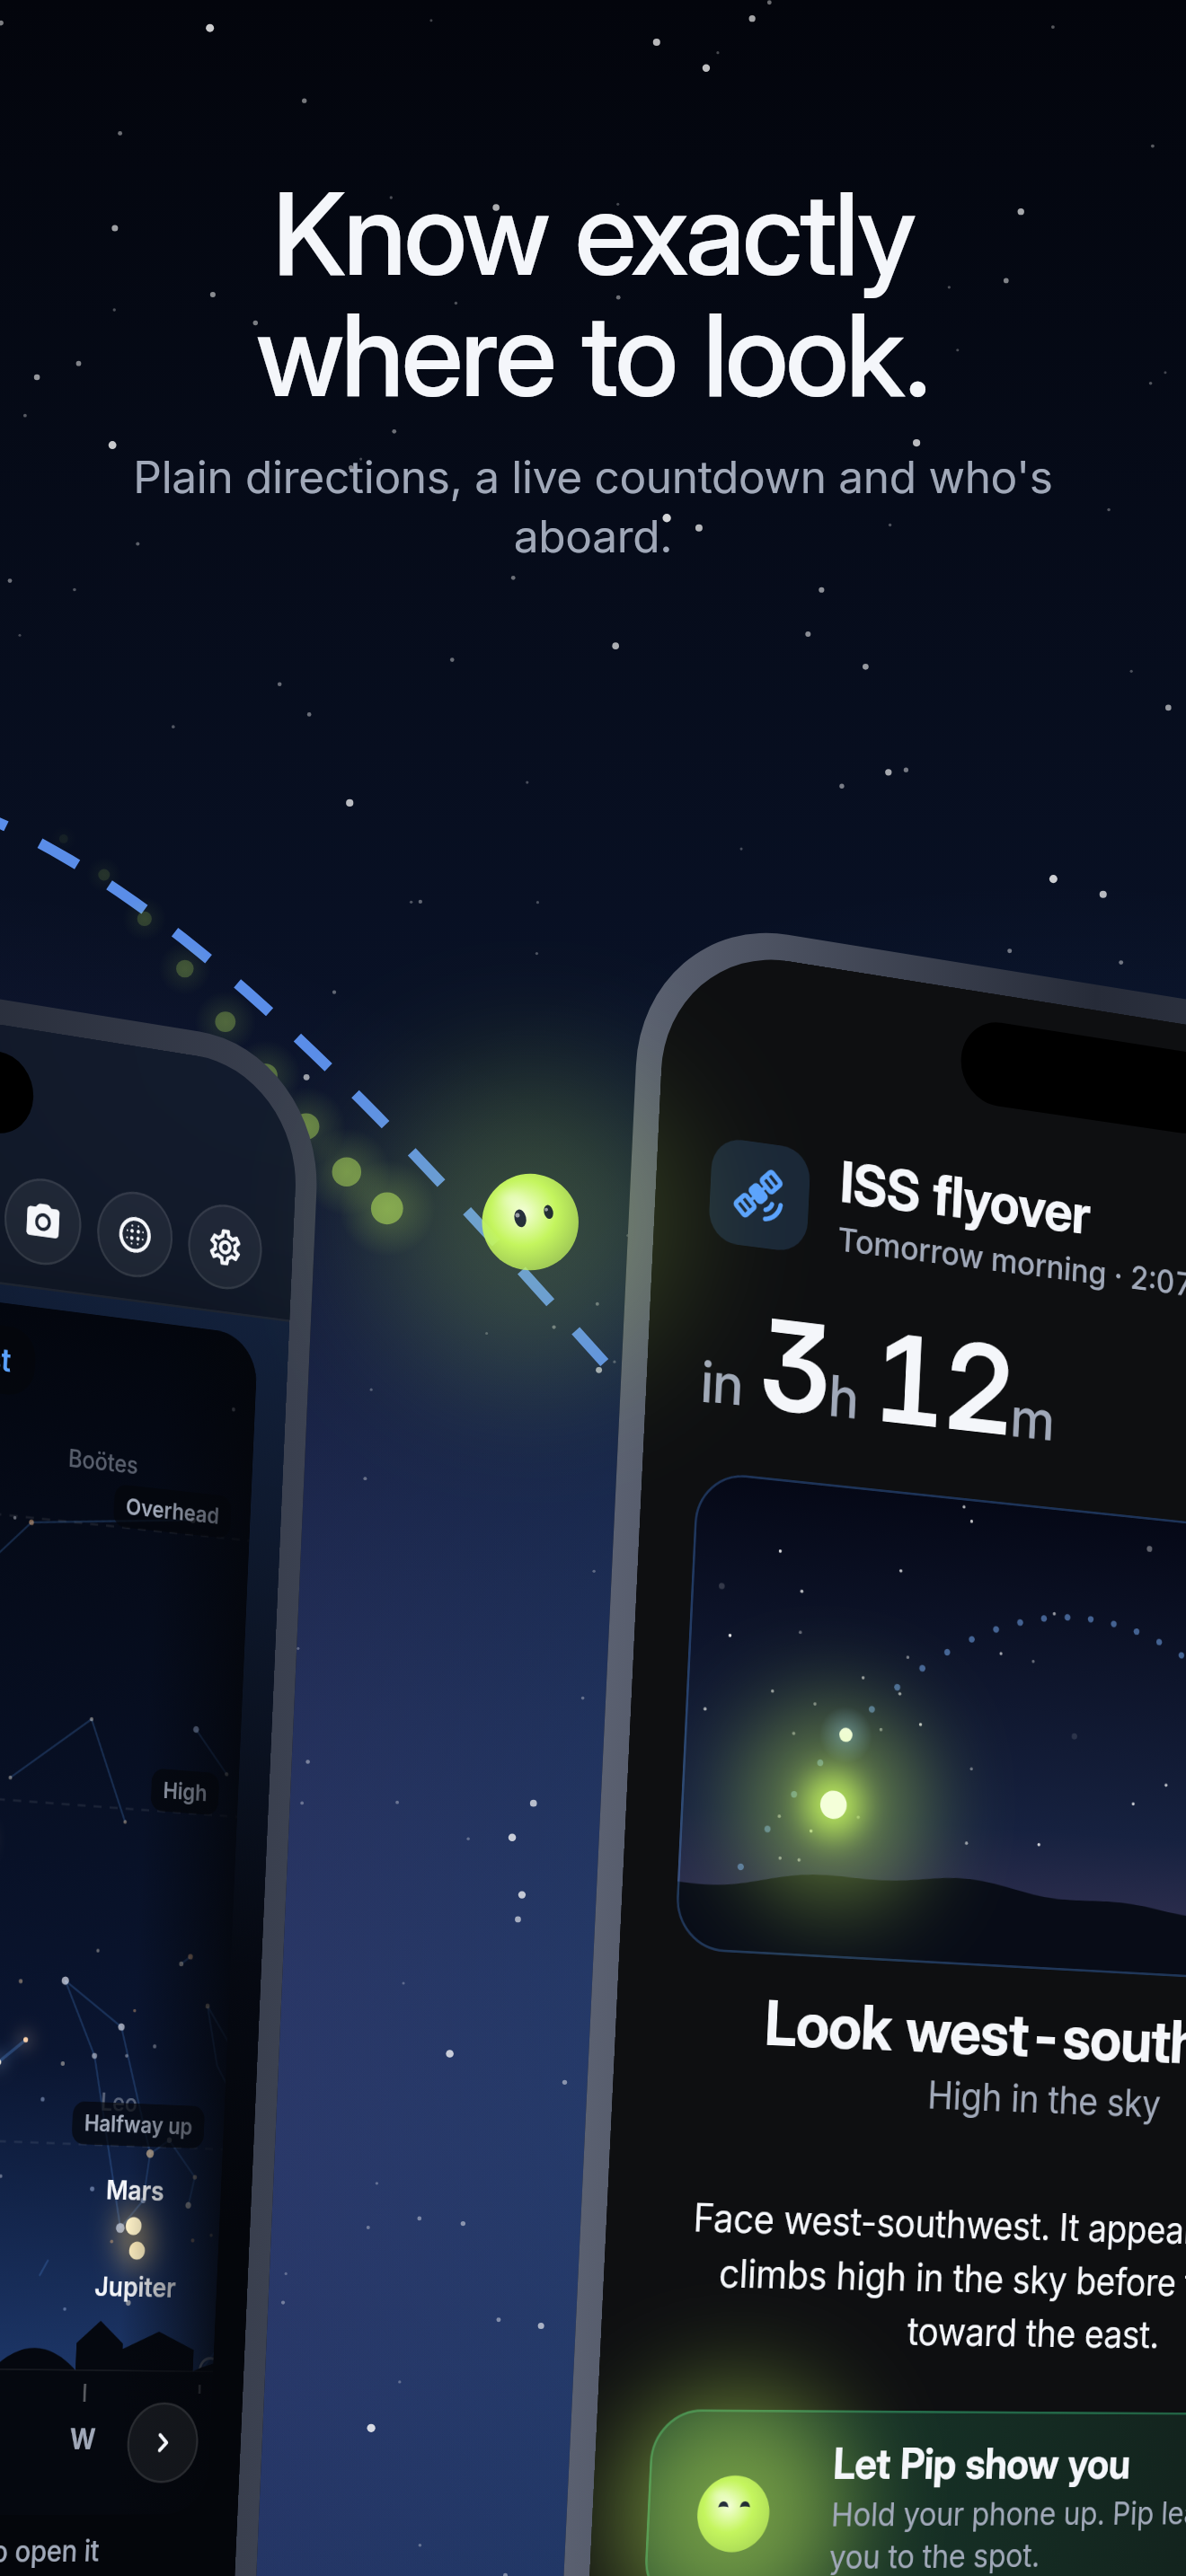 Know exactly
where to look.
Plain directions, a live countdown and who's
aboard.
ISS flyover
Tomorrow morning · 2:07
in 3h 12m
Boötes
Overhead
High
Leo
Halfway up
Mars
Jupiter
W
open it
Look west-south
High in the sky
Face west-southwest. It appea
climbs high in the sky before
toward the east.
Let Pip show you
Hold your phone up. Pip lea
you to the spot.